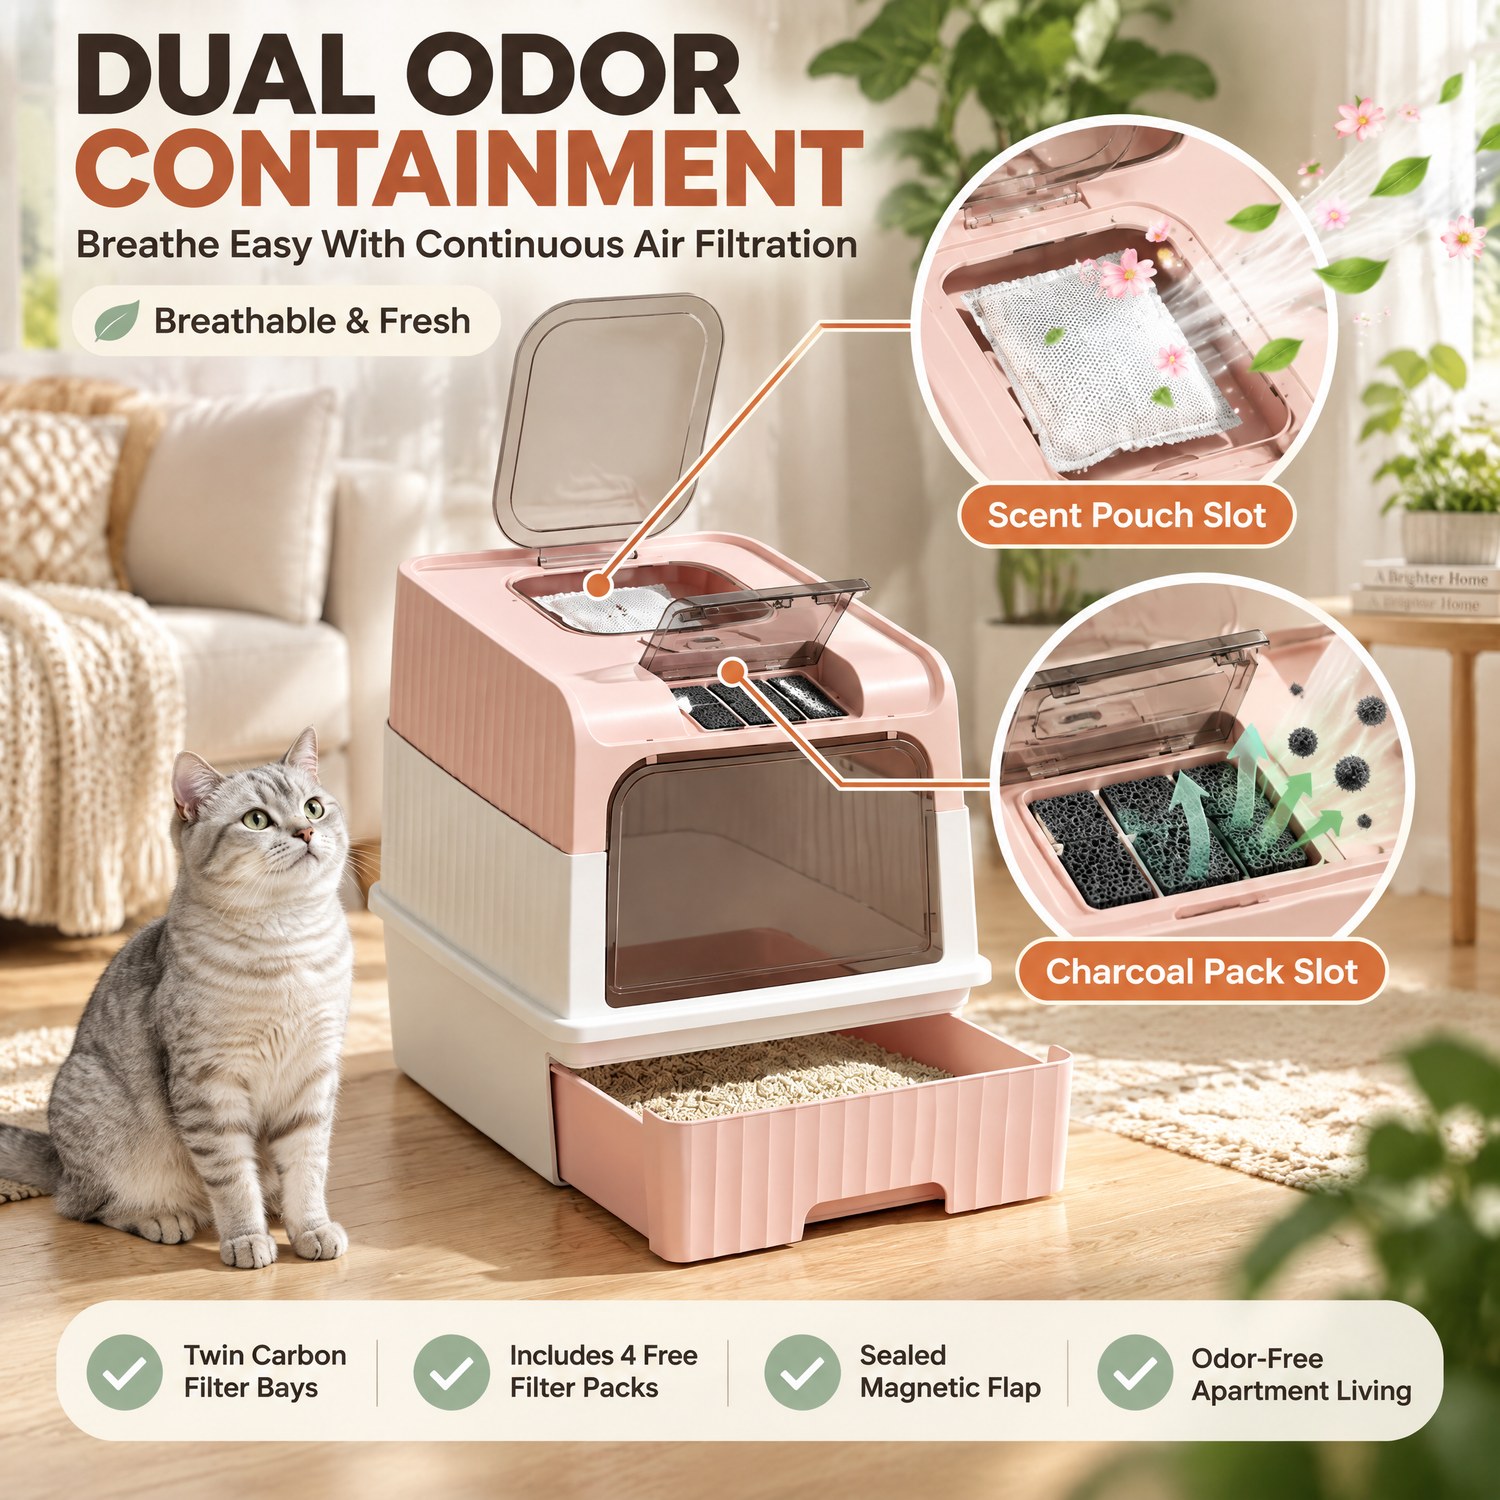 DUAL ODOR
CONTAINMENT
Breathe Easy With Continuous Air Filtration
Breathable & Fresh
Scent Pouch Slot
A Brighter Home
Home
Charcoal Pack Slot
Twin Carbon
Filter Bays
Includes 4 Free
Filter Packs
Sealed
Magnetic Flap
Odor-Free
Apartment Living